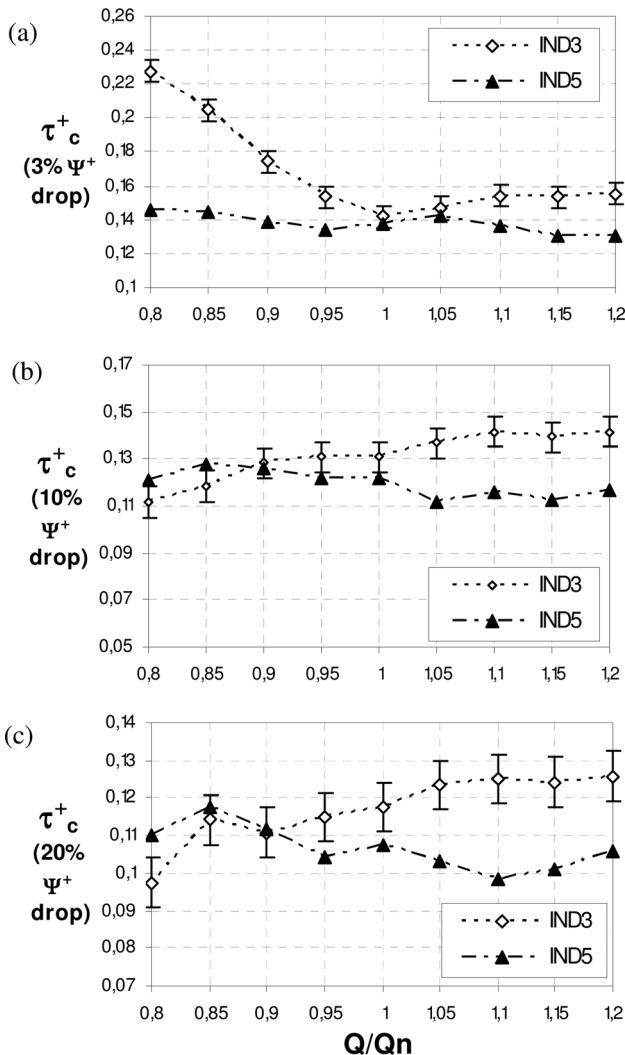 (a)
0,26
0,24
0,22
0,2
0,18
0,16
0,14
0,12
0,1
τ+c
(3% Ψ+
drop)
IND3
IND5
0,8 0,85 0,9 0,95 1 1,05 1,1 1,15 1,2
(b)
0,17
0,15
0,13
0,11
0,09
0,07
0,05
τ+c
(10%
Ψ+
drop)
IND3
IND5
0,8 0,85 0,9 0,95 1 1,05 1,1 1,15 1,2
(c)
0,14
0,13
0,12
0,11
0,1
0,09
0,08
0,07
τ+c
(20%
Ψ+
drop)
IND3
IND5
0,8 0,85 0,9 0,95 1 1,05 1,1 1,15 1,2
Q/Qn